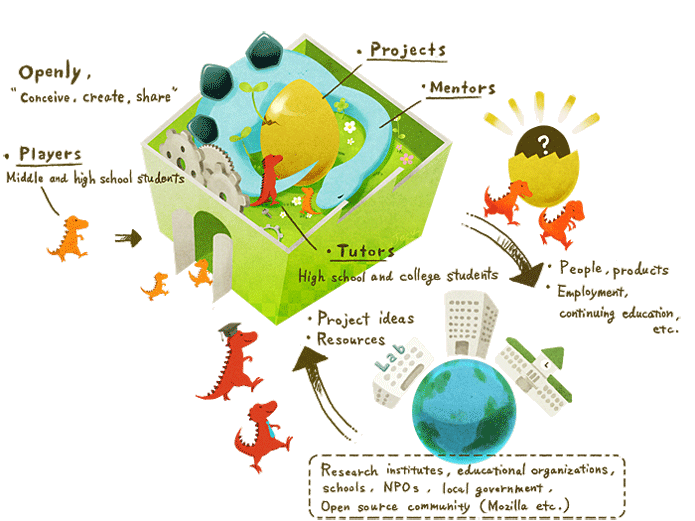 Projects
Openly,
"Conceive, create, share"
Mentors
Players
Middle and high school students
?
Tutors
High school and college students
People, products
Employment,
continuing education,
etc.
Project ideas
Resources
Lab
Research institutes, educational organizations,
schools, NPOs, local government,
Open source community (Mozilla etc.)